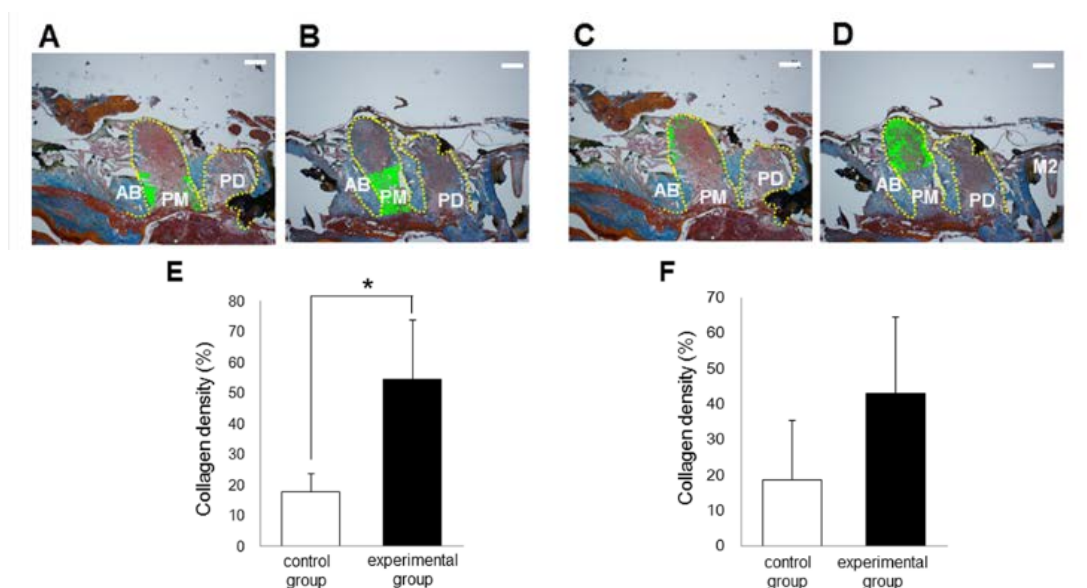 A
B
C
D
AB
PM
PD
AB
PM
PD
AB
PM
PD
AB
PM
PD
M2
E
Collagen density (%)
80
70
60
50
40
30
20
10
0
*
control
group
experimental
group
F
Collagen density (%)
70
60
50
40
30
20
10
0
control
group
experimental
group